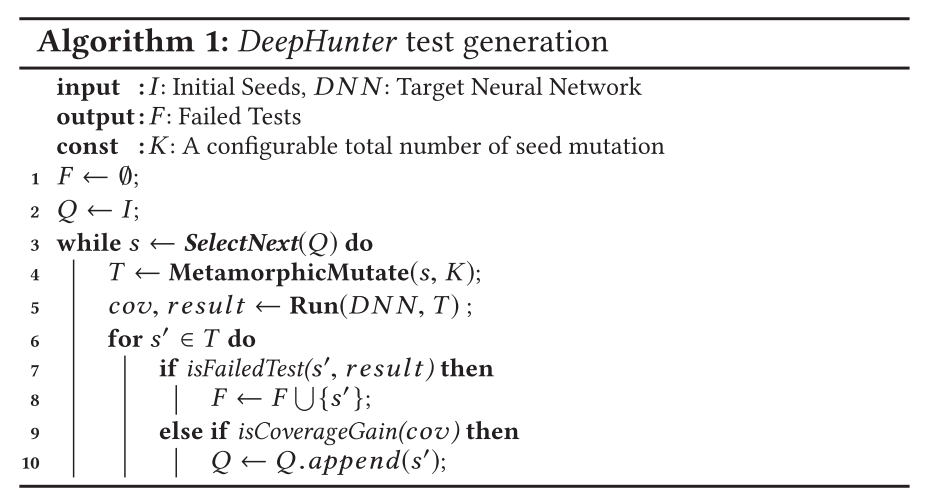 Algorithm 1: DeepHunter test generation
input : I: Initial Seeds, DNN: Target Neural Network
output: F: Failed Tests
const : K: A configurable total number of seed mutation
1 F ← ∅;
2 Q ← I;
3 while s ← SelectNext(Q) do
4 T ← MetamorphicMutate(s, K);
5 cov, result ← Run(DNN, T) ;
6 for s′ ∈ T do
7 if isFailedTest(s′, result) then
8 F ← F ⋃{s′};
9 else if isCoverageGain(cov) then
10 Q ← Q.append(s′);